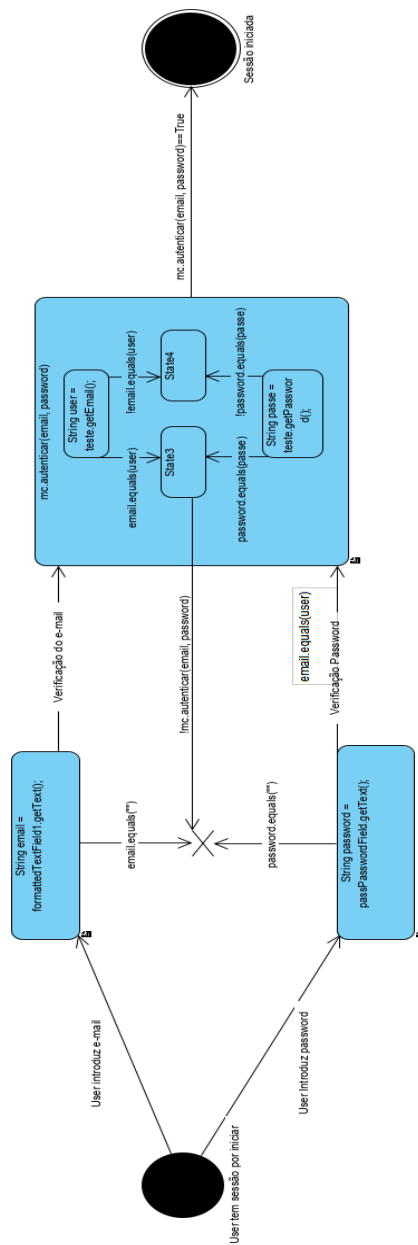 User tem sessão por iniciar
User introduz e-mail
User Introduz password
String email =
formattedTextField1.getText();
String password =
passPasswordField.getText();
email.equals("")
password.equals("")
Verificação do e-mail
!mc.autenticar(email, password)
email.equals(user)
Verificação Password
mc.autenticar(email, password)
String user =
teste.getEmail();
email.equals(user)
!email.equals(user)
State3
State4
password.equals(passe)
!password.equals(passe)
String passe =
teste.getPasswor
d();
mc.autenticar(email, password)==True
Sessão iniciada